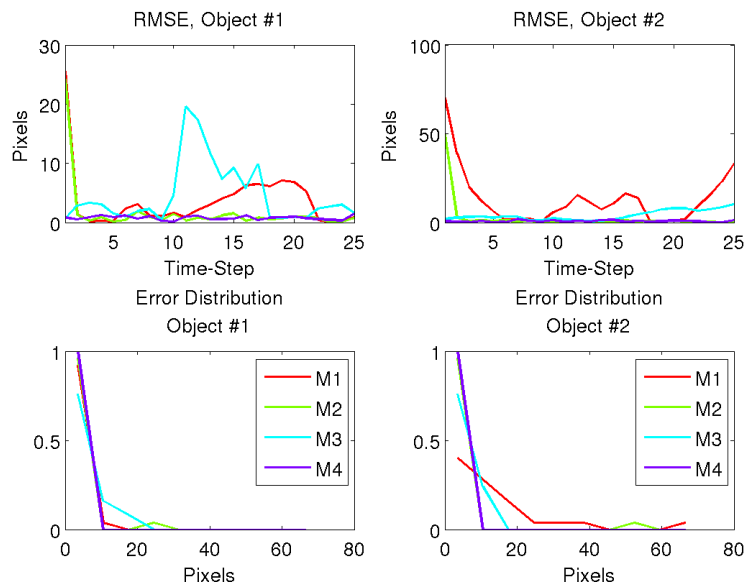 RMSE, Object #1
30
20
10
0
Pixels
5 10 15 20 25
Time-Step
RMSE, Object #2
100
50
0
Pixels
5 10 15 20 25
Time-Step
Error Distribution
Object #1
1
0.5
0
0 20 40 60 80
Pixels
M1
M2
M3
M4
Error Distribution
Object #2
1
0.5
0
0 20 40 60 80
Pixels
M1
M2
M3
M4